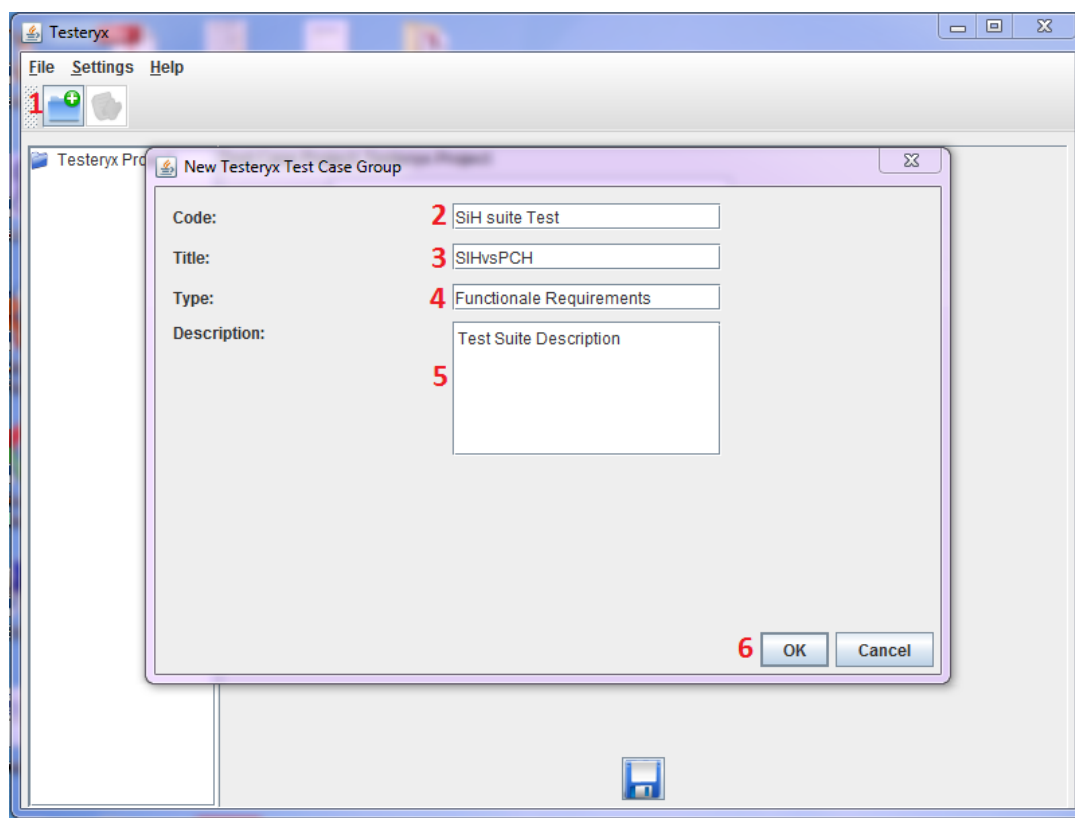 Testeryx
File Settings Help
1
Testeryx Pro
New Testeryx Test Case Group
Code: 2 SiH suite Test
Title: 3 SIHvsPCH
Type: 4 Functionale Requirements
Description: Test Suite Description
5
6 OK Cancel